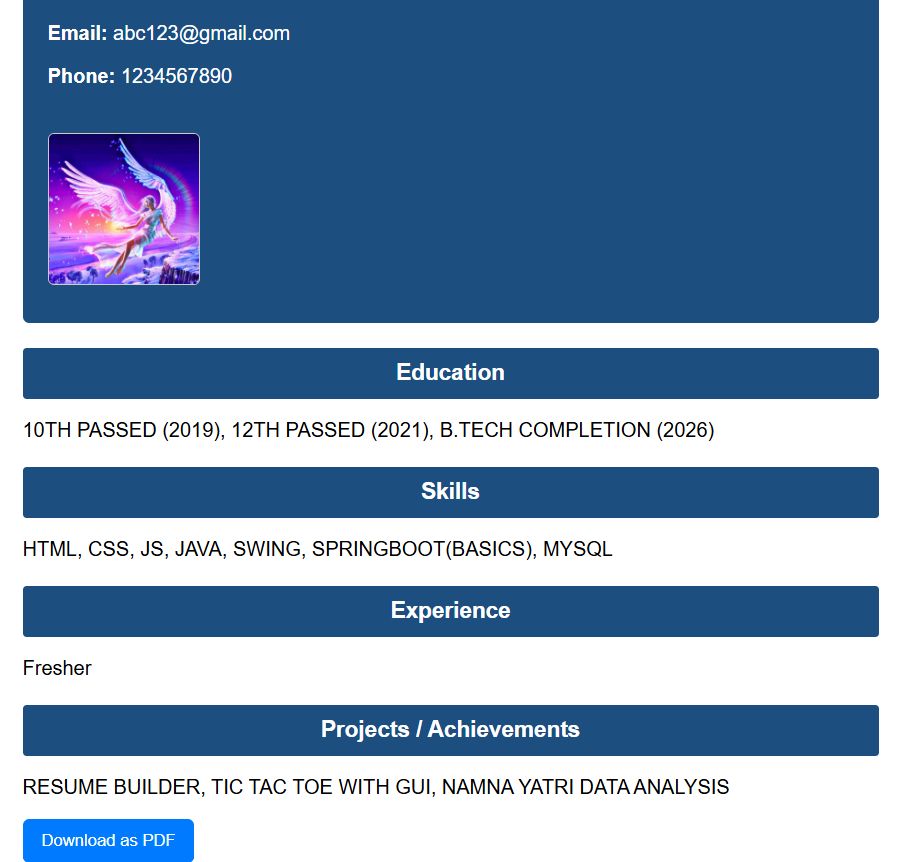 Email: abc123@gmail.com
Phone: 1234567890
Education
10TH PASSED (2019), 12TH PASSED (2021), B.TECH COMPLETION (2026)
Skills
HTML, CSS, JS, JAVA, SWING, SPRINGBOOT(BASICS), MYSQL
Experience
Fresher
Projects / Achievements
RESUME BUILDER, TIC TAC TOE WITH GUI, NAMNA YATRI DATA ANALYSIS
Download as PDF